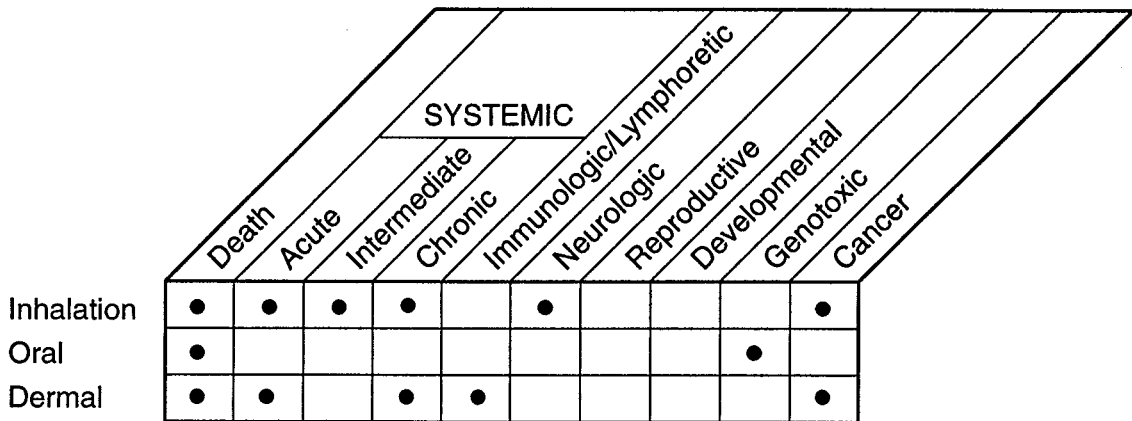 SYSTEMIC
Death
Acute
Intermediate
Chronic
Immunologic/Lymphoretic
Neurologic
Reproductive
Developmental
Genotoxic
Cancer
Inhalation
Oral
Dermal